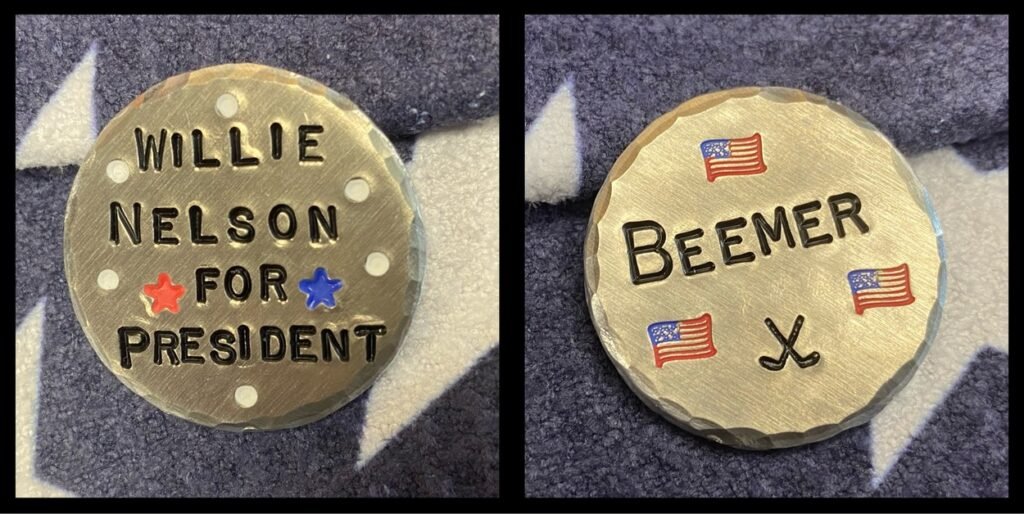 WILLIE
NELSON
FOR
PRESIDENT
BEEMER